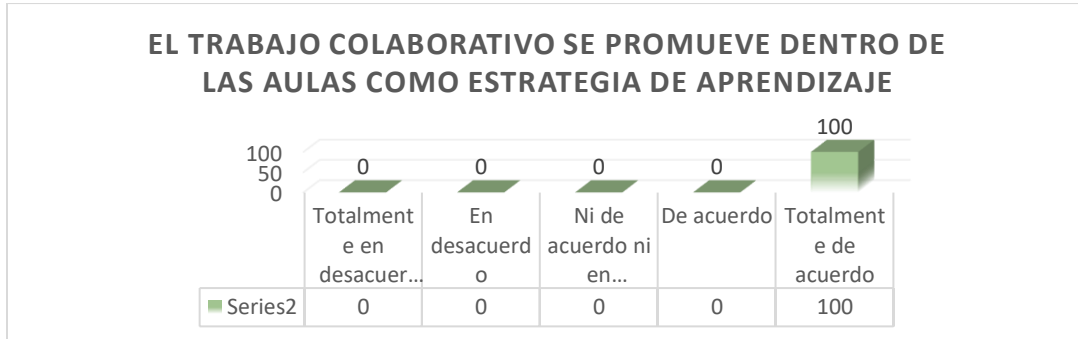 EL TRABAJO COLABORATIVO SE PROMUEVE DENTRO DE
LAS AULAS COMO ESTRATEGIA DE APRENDIZAJE
100
50
0
0
0
0
0
100
Totalment
e en
desacuer...
En
desacuerd
o
Ni de
acuerdo ni
en...
De acuerdo
Totalment
e de
acuerdo
Series2 0 0 0 0 100